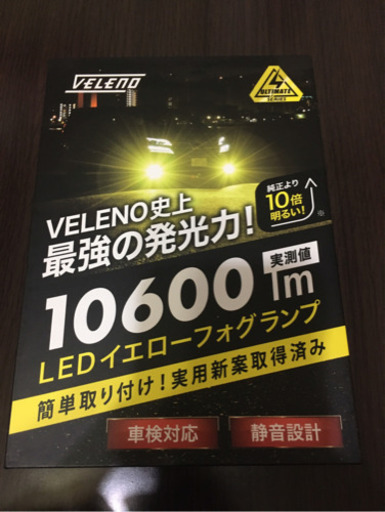 VELENO
ULTIMATE
SERIES
VELENO史上
最強の発光力!
純正より
10倍
明るい!
※
実測値
10600lm
LEDイエローフォグランプ
簡単取り付け!実用新案取得済み
車検対応
静音設計